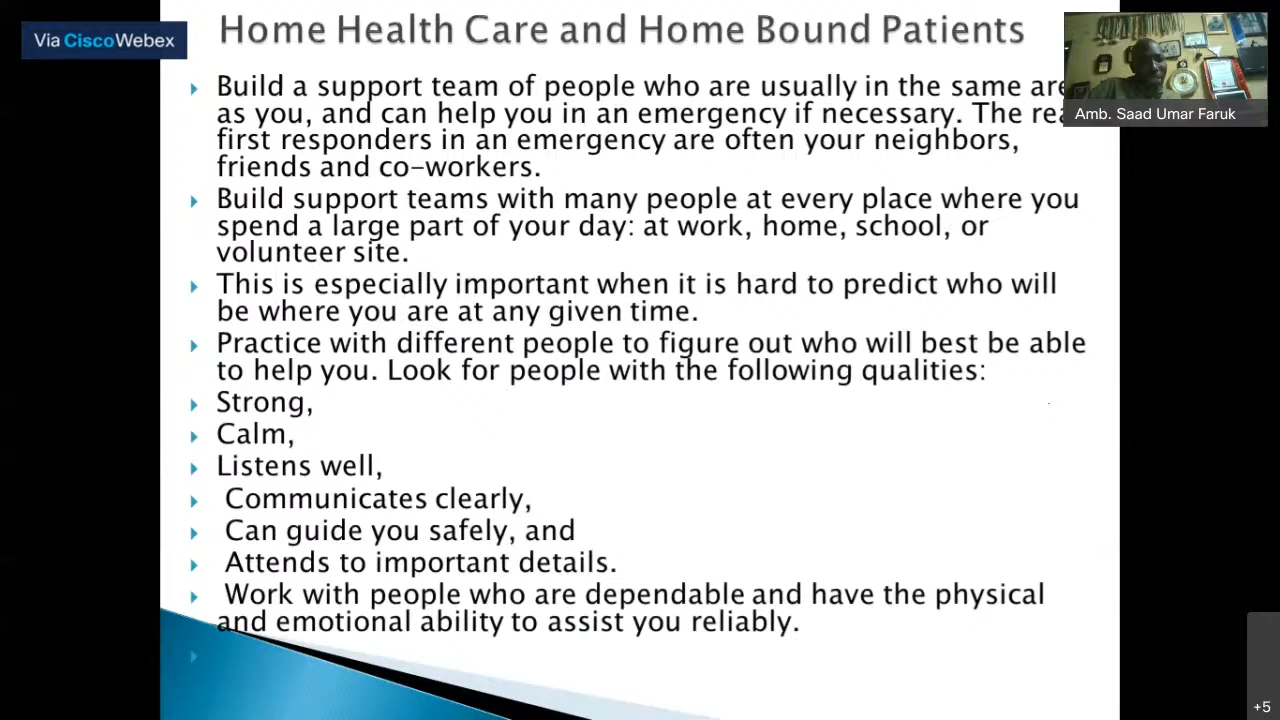 Home Health Care and Home Bound Patients
Via CiscoWebex
Build a support team of people who are usually in the same are
as you, and can help you in an emergency if necessary. The rea
first responders in an emergency are often your neighbors,
friends and co-workers.
Build support teams with many people at every place where you
spend a large part of your day: at work, home, school, or
volunteer site.
This is especially important when it is hard to predict who will
be where you are at any given time.
Practice with different people to figure out who will best be able
to help you. Look for people with the following qualities:
Strong,
Calm,
Listens well,
Communicates clearly,
Can guide you safely, and
Attends to important details.
Work with people who are dependable and have the physical
and emotional ability to assist you reliably.
Amb. Saad Umar Faruk
+5